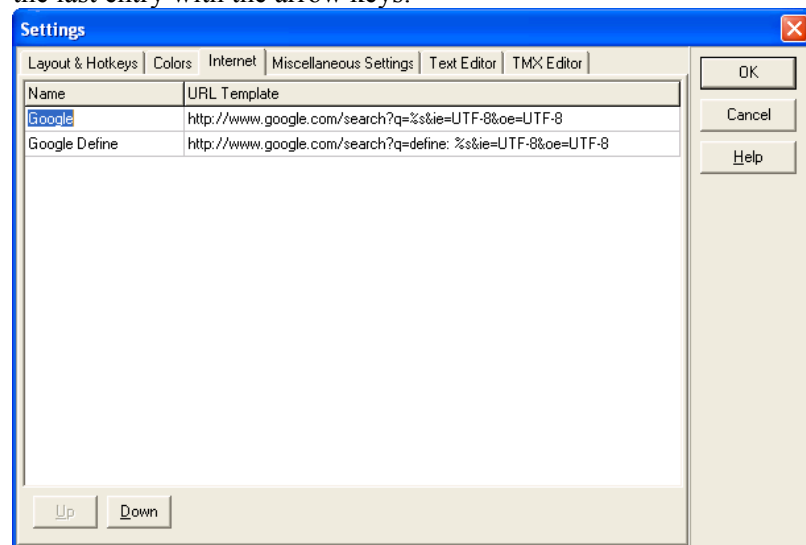 the last entry with the arrow keys.
Settings
Layout & Hotkeys Colors Internet Miscellaneous Settings Text Editor TMX Editor
OK
Name URL Template
Google http://www.google.com/search?q=%s&ie=UTF-8&oe=UTF-8
Cancel
Google Define http://www.google.com/search?q=define: %s&ie=UTF-8&oe=UTF-8
Help
Up Down